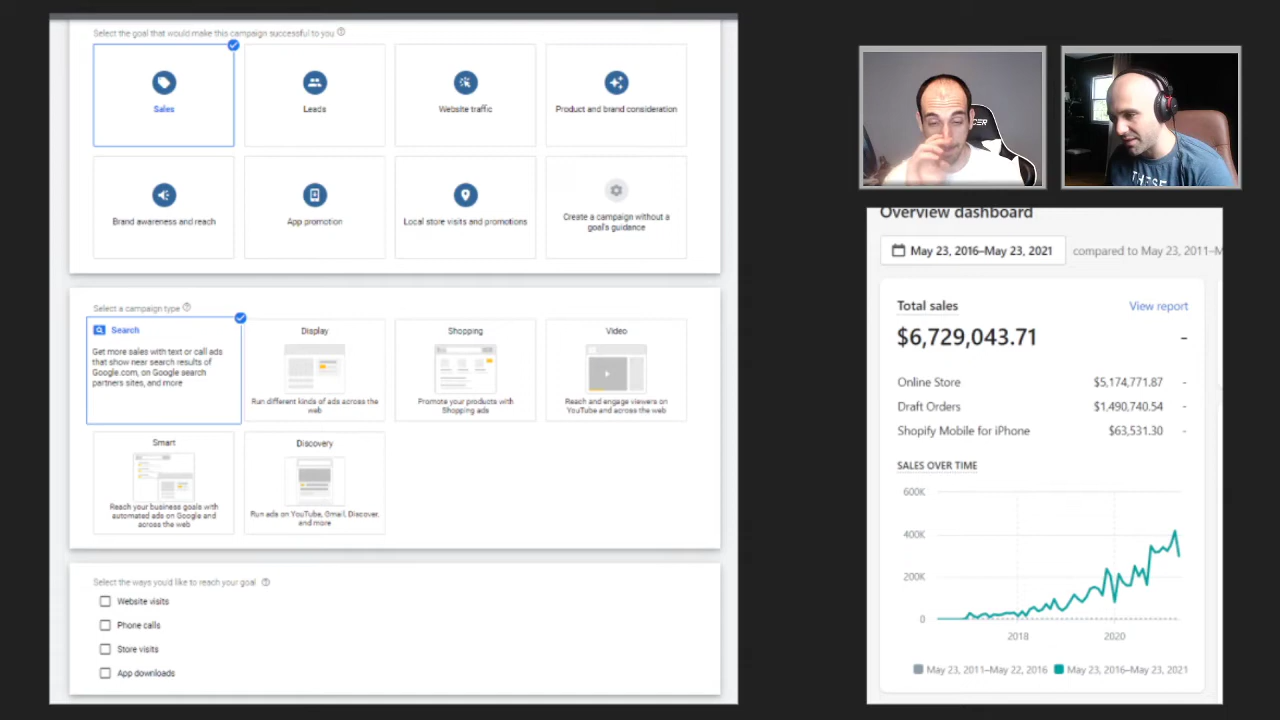 Select the goal that would make this campaign successful to you
Sales
Leads
Website traffic
Product and brand consideration
Brand awareness and reach
App promotion
Local store visits and promotions
Create a campaign without a
goal's guidance
Select a campaign type
Search
Get more sales with text or call ads
that show near search results of
Google.com, on Google search
partners sites, and more
Display
Run different kinds of ads across the
web
Shopping
Promote your products with
Shopping ads
Video
Reach and engage viewers on
YouTube and across the web
Smart
Reach your business goals with
automated ads on Google and
across the web
Discovery
Run ads on YouTube, Gmail, Discover,
and more
Select the ways you'd like to reach your goal
Website visits
Phone calls
Store visits
App downloads
THESE
Overview dashboard
May 23, 2016–May 23, 2021 compared to May 23, 2011–M
Total sales View report
$6,729,043.71 -
Online Store $5,174,771.87 -
Draft Orders $1,490,740.54 -
Shopify Mobile for iPhone $63,531.30 -
SALES OVER TIME
600K
400K
200K
0
2018 2020
May 23, 2011–May 22, 2016 May 23, 2016–May 23, 2021